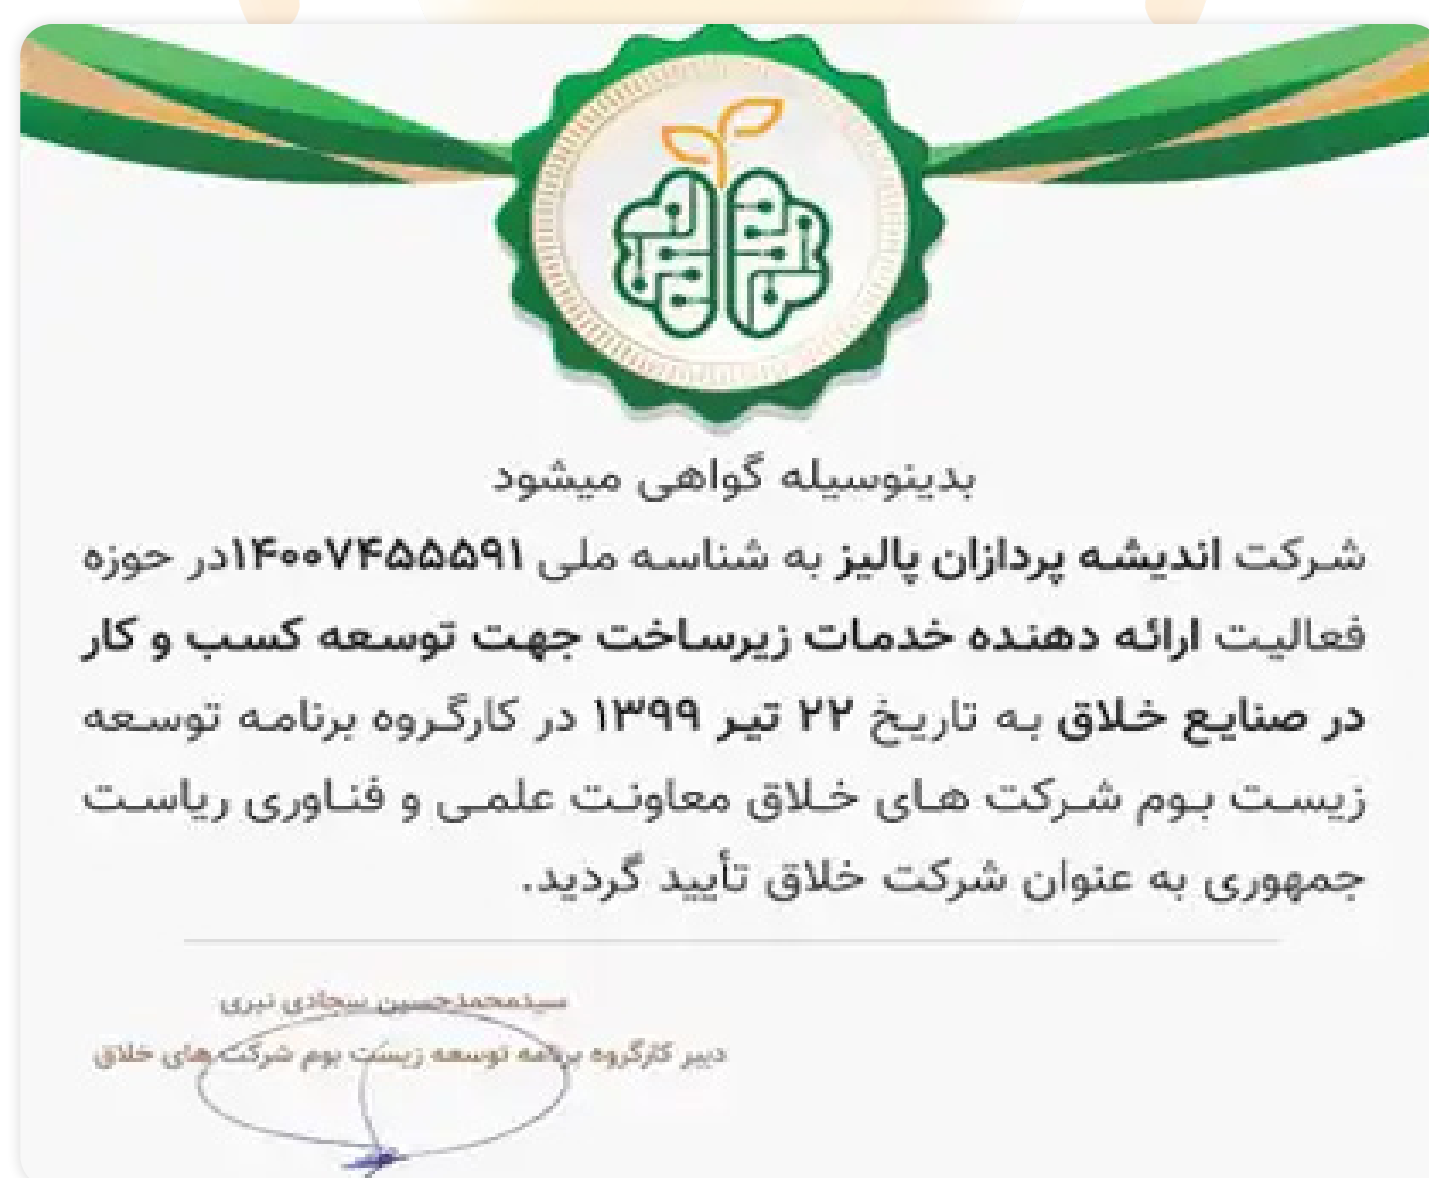 بدینوسیله گواهی میشود
شرکت اندیشه پردازان پالیز به شناسه ملی ۱۴۰۰۷۴۵۵۵۹۱در حوزه
فعالیت ارائه دهنده خدمات زیرساخت جهت توسعه کسب و کار
در صنایع خلاق به تاریخ ۲۲ تیر ۱۳۹۹ در کارگروه برنامه توسعه
زیست بوم شرکت های خلاق معاونت علمی و فناوری ریاست
جمهوری به عنوان شرکت خلاق تأیید گردید.
سیدمحمدحسین سجادی نیری
دبیر کارگروه برنامه توسعه زیست بوم شرکت های خلاق